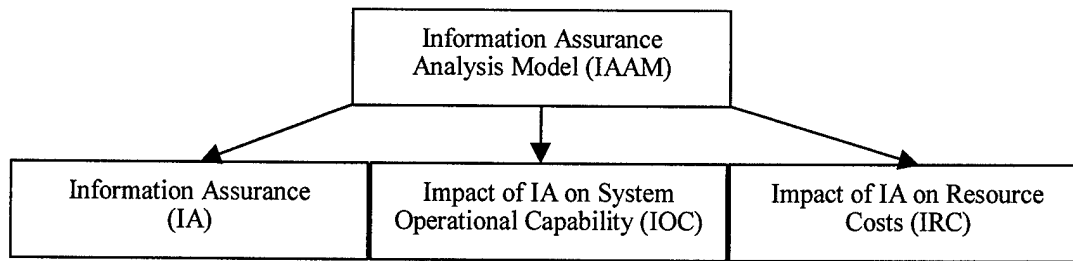 Information Assurance
Analysis Model (IAAM)
Information Assurance
(IA)
Impact of IA on System
Operational Capability (IOC)
Impact of IA on Resource
Costs (IRC)